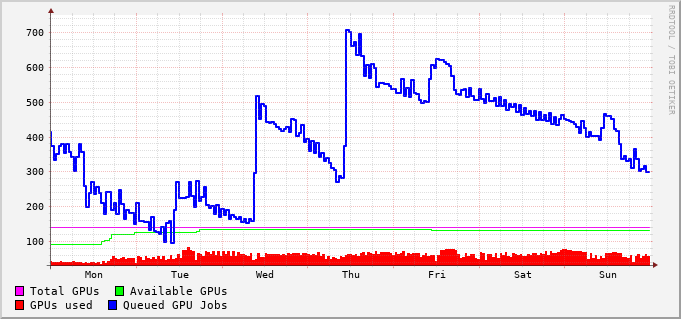 700
600
500
400
300
200
100
Mon Tue Wed Thu Fri Sat Sun
Total GPUs Available GPUs
GPUs used Queued GPU Jobs
RRDTOOL / TOBI OETIKER